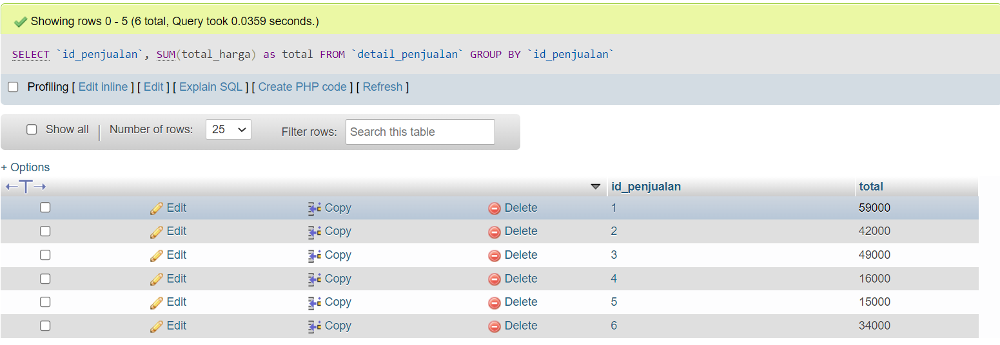 Showing rows 0 - 5 (6 total, Query took 0.0359 seconds.)
SELECT `id_penjualan`, SUM(total_harga) as total FROM `detail_penjualan` GROUP BY `id_penjualan`
Profiling [ Edit inline ] [ Edit ] [ Explain SQL ] [ Create PHP code ] [ Refresh ]
Show all Number of rows: 25 Filter rows: Search this table
+ Options
id_penjualan total
Edit Copy Delete 1 59000
Edit Copy Delete 2 42000
Edit Copy Delete 3 49000
Edit Copy Delete 4 16000
Edit Copy Delete 5 15000
Edit Copy Delete 6 34000